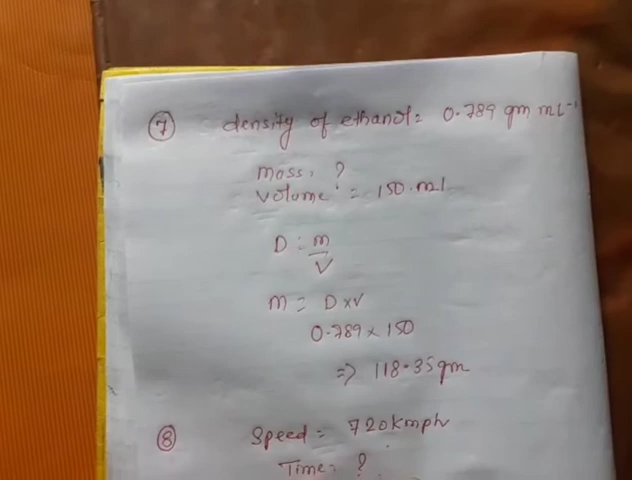 7 density of ethanol = 0.789 gm mL⁻¹
mass = ?
volume = 150 ml
D = m/V
m = D x V
0.789 x 150
=> 118.35 gm
8 Speed = 720 kmph
Time = ?